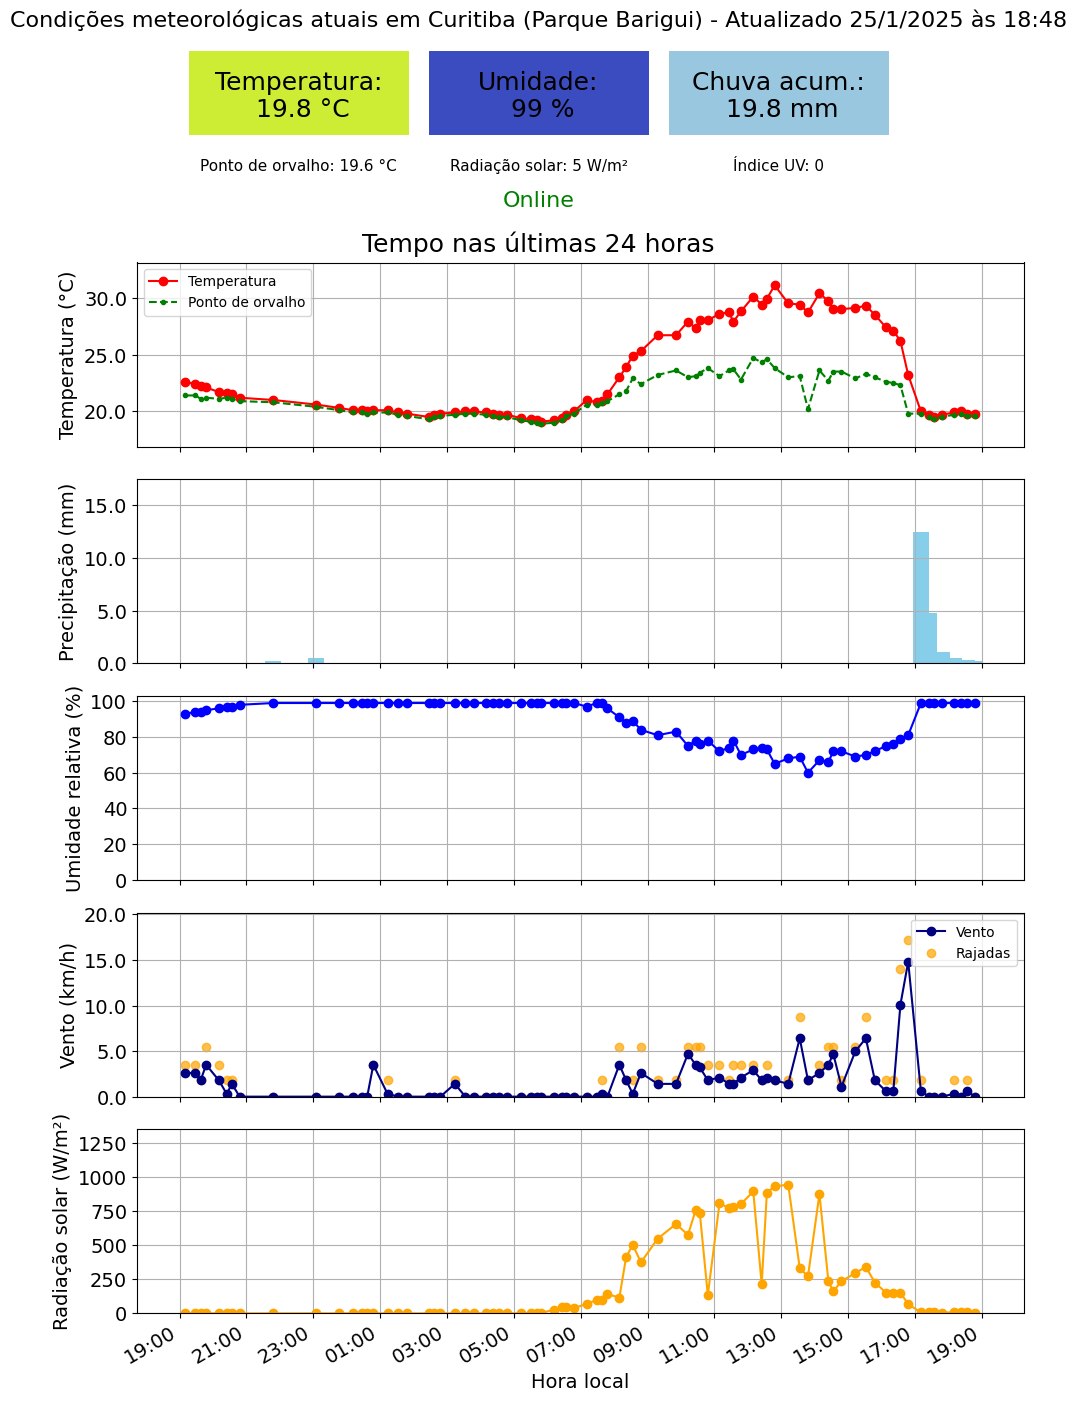 Condições meteorológicas atuais em Curitiba (Parque Barigui) - Atualizado 25/1/2025 às 18:48
Temperatura:
19.8 °C
Umidade:
99 %
Chuva acum.:
19.8 mm
Ponto de orvalho: 19.6 °C
Radiação solar: 5 W/m²
Índice UV: 0
Online
Tempo nas últimas 24 horas
Temperatura (°C)
30.0
25.0
20.0
Temperatura
Ponto de orvalho
Precipitação (mm)
15.0
10.0
5.0
0.0
Umidade relativa (%)
100
80
60
40
20
0
Vento (km/h)
20.0
15.0
10.0
5.0
0.0
Vento
Rajadas
Radiação solar (W/m²)
1250
1000
750
500
250
0
19:00
21:00
23:00
01:00
03:00
05:00
07:00
09:00
11:00
13:00
15:00
17:00
19:00
Hora local